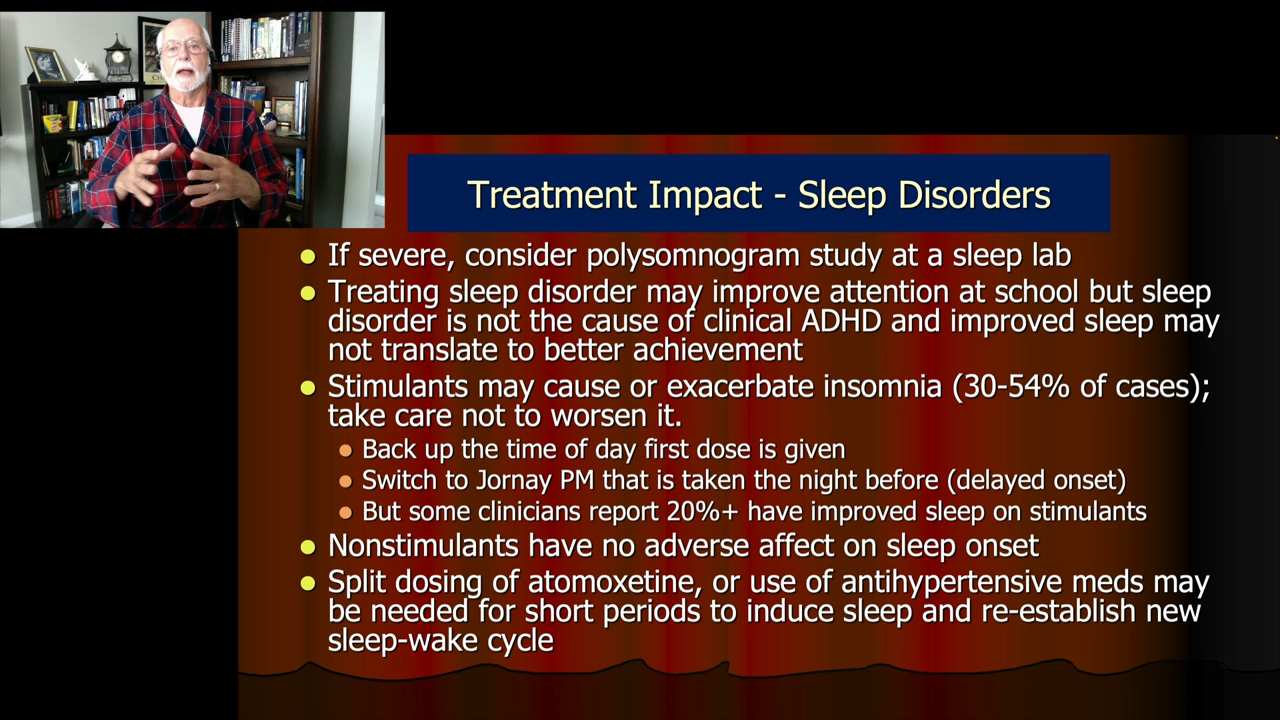 Treatment Impact - Sleep Disorders
If severe, consider polysomnogram study at a sleep lab
Treating sleep disorder may improve attention at school but sleep
disorder is not the cause of clinical ADHD and improved sleep may
not translate to better achievement
Stimulants may cause or exacerbate insomnia (30-54% of cases);
take care not to worsen it.
Back up the time of day first dose is given
Switch to Jornay PM that is taken the night before (delayed onset)
But some clinicians report 20%+ have improved sleep on stimulants
Nonstimulants have no adverse affect on sleep onset
Split dosing of atomoxetine, or use of antihypertensive meds may
be needed for short periods to induce sleep and re-establish new
sleep-wake cycle